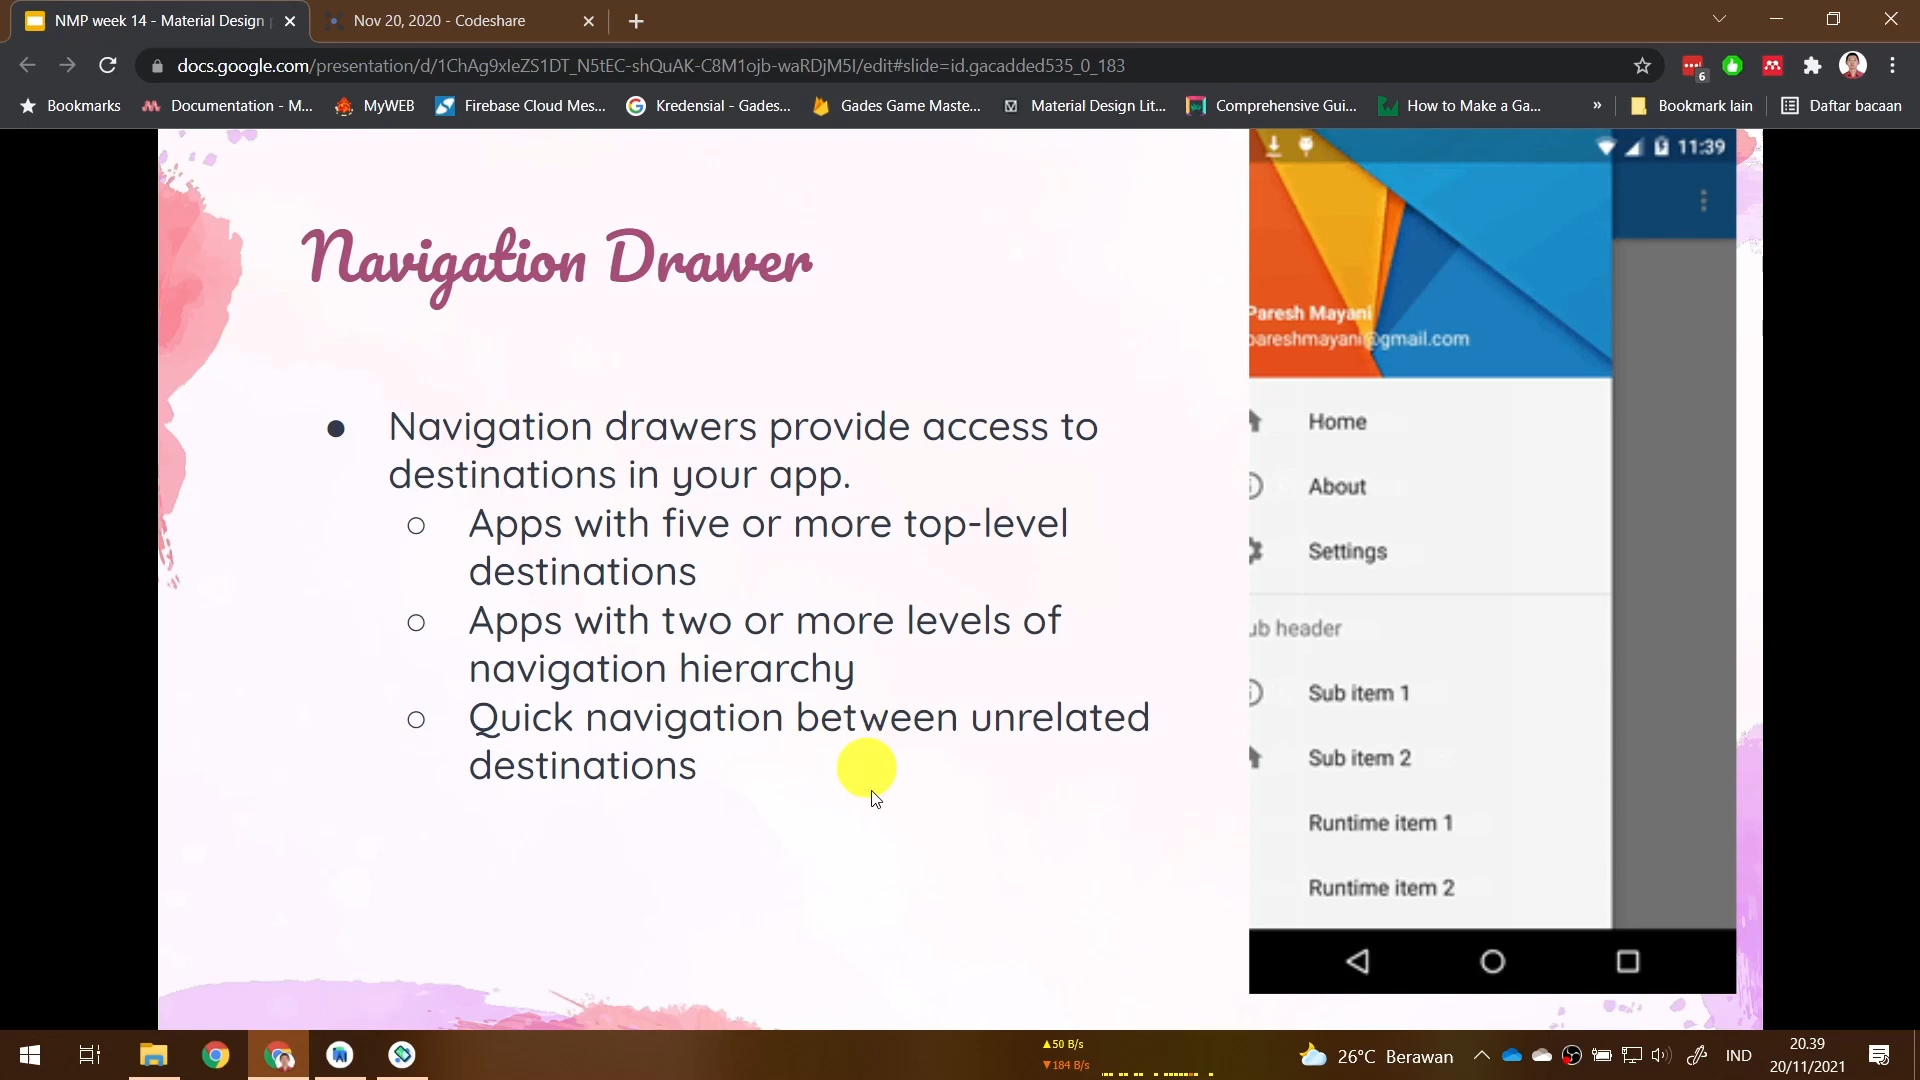 NMP week 14 - Material Design
Nov 20, 2020 - Codeshare
docs.google.com/presentation/d/1ChAg9xleZS1DT_N5tEC-shQuAK-C8M1ojb-waRDjM5I/edit#slide=id.gacadded535_0_183
6
Bookmarks
Documentation - M...
MyWEB
Firebase Cloud Mes...
Kredensial - Gades...
Gades Game Maste...
Material Design Lit...
Comprehensive Gui...
How to Make a Ga...
»
Bookmark lain
Daftar bacaan
11:39
Navigation Drawer
Paresh Mayani
pareshmayani@gmail.com
● Navigation drawers provide access to
destinations in your app.
○ Apps with five or more top-level
destinations
○ Apps with two or more levels of
navigation hierarchy
○ Quick navigation between unrelated
destinations
Home
About
Settings
ub header
Sub item 1
Sub item 2
Runtime item 1
Runtime item 2
▲50 B/s
▼184 B/s
26°C Berawan
IND
20.39
20/11/2021